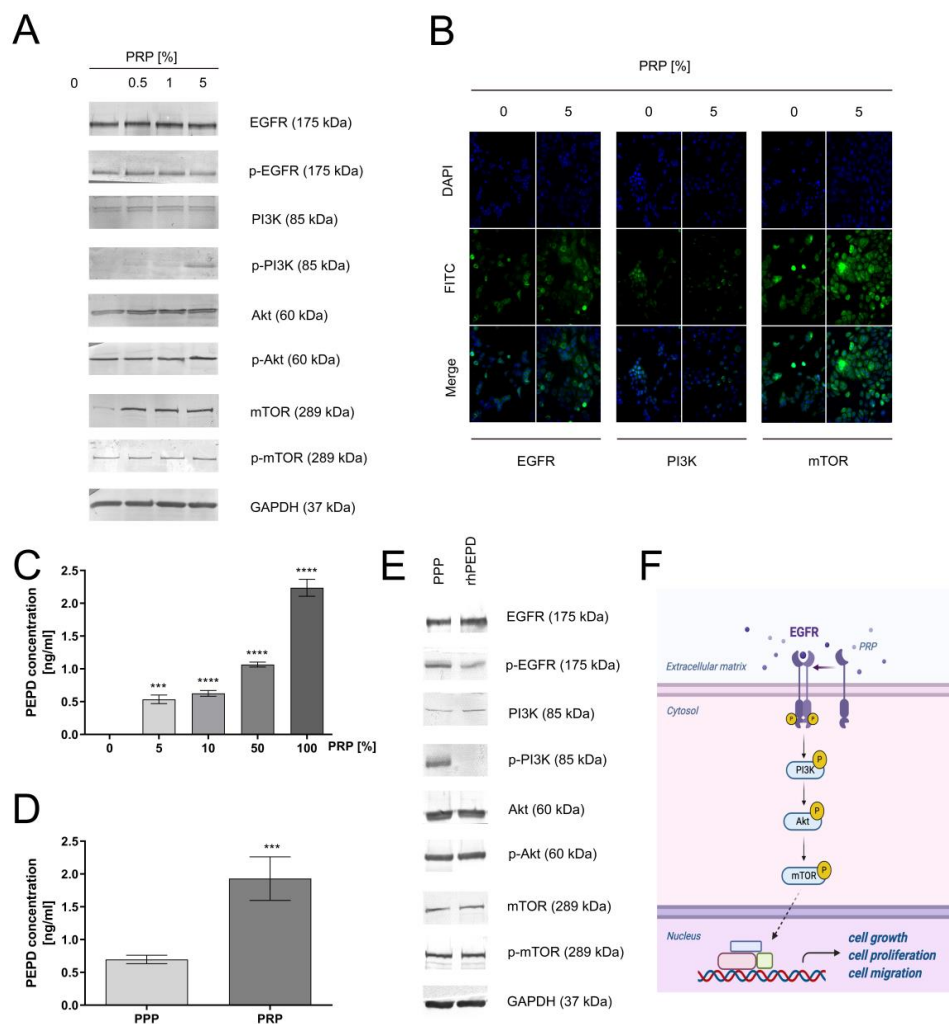 A
PRP [%]
0 0.5 1 5
EGFR (175 kDa)
p-EGFR (175 kDa)
PI3K (85 kDa)
p-PI3K (85 kDa)
Akt (60 kDa)
p-Akt (60 kDa)
mTOR (289 kDa)
p-mTOR (289 kDa)
GAPDH (37 kDa)
B
PRP [%]
0 5 0 5 0 5
DAPI
FITC
Merge
EGFR PI3K mTOR
C
PEPD concentration
[ng/ml]
2.5
2.0
1.5
1.0
0.5
0.0
***
****
****
****
0 5 10 50 100 PRP [%]
D
PEPD concentration
[ng/ml]
2.5
2.0
1.5
1.0
0.5
0.0
***
PPP PRP
E
PPP rhPEPD
EGFR (175 kDa)
p-EGFR (175 kDa)
PI3K (85 kDa)
p-PI3K (85 kDa)
Akt (60 kDa)
p-Akt (60 kDa)
mTOR (289 kDa)
p-mTOR (289 kDa)
GAPDH (37 kDa)
F
EGFR
PRP
Extracellular matrix
Cytosol
P P
PI3K P
Akt P
mTOR P
Nucleus
cell growth
cell proliferation
cell migration